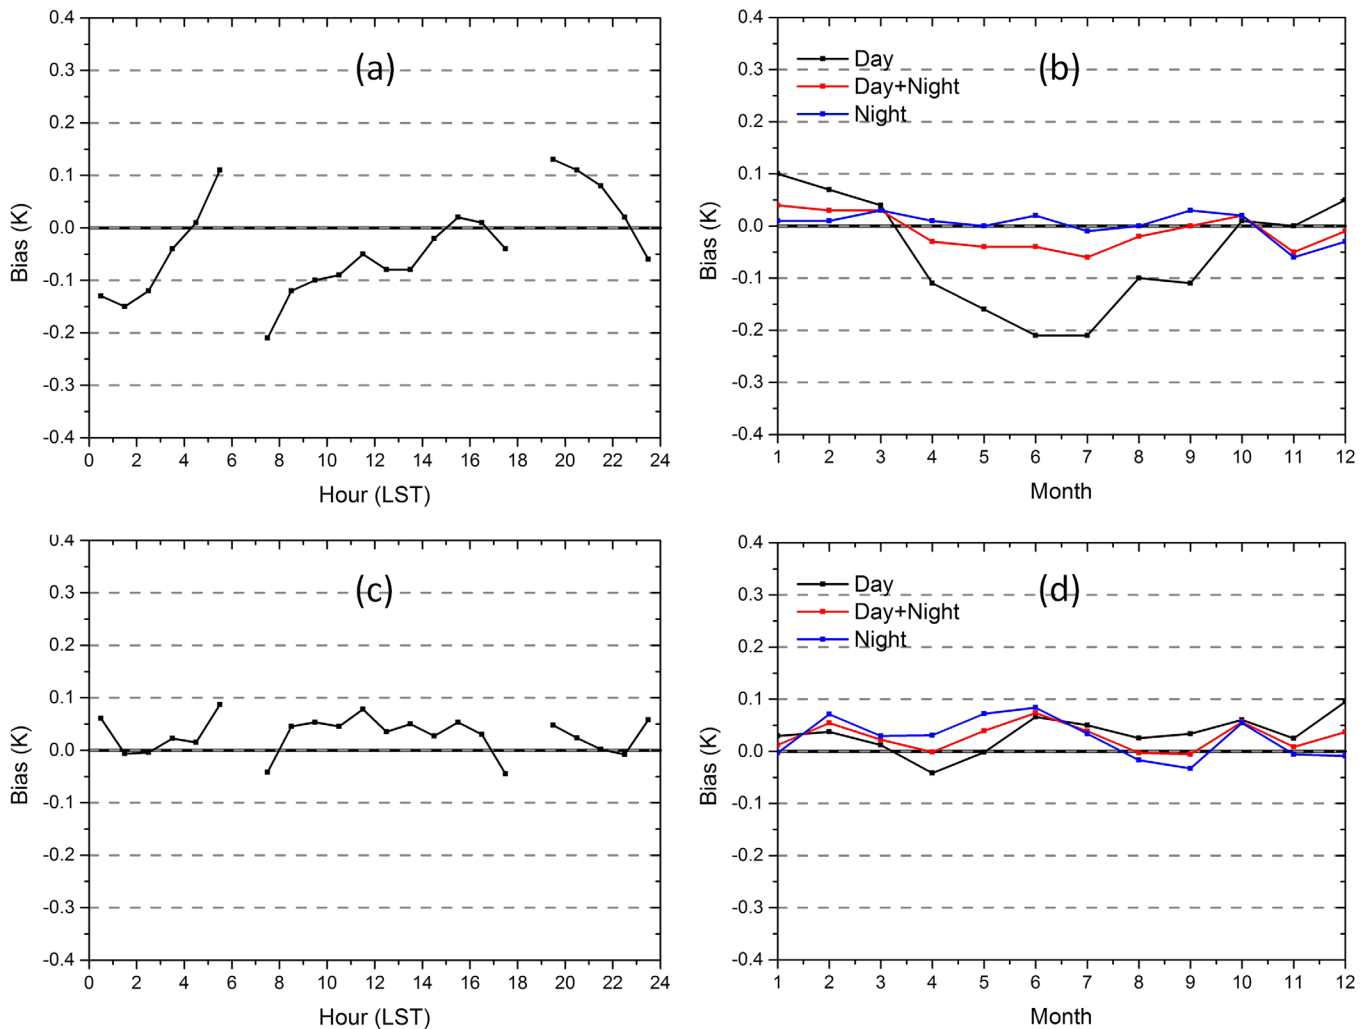 (a)
0.4
0.3
0.2
0.1
0.0
-0.1
-0.2
-0.3
-0.4
Bias (K)
0 2 4 6 8 10 12 14 16 18 20 22 24
Hour (LST)
(b)
Day
Day+Night
Night
0.4
0.3
0.2
0.1
0.0
-0.1
-0.2
-0.3
-0.4
Bias (K)
1 2 3 4 5 6 7 8 9 10 11 12
Month
(c)
0.4
0.3
0.2
0.1
0.0
-0.1
-0.2
-0.3
-0.4
Bias (K)
0 2 4 6 8 10 12 14 16 18 20 22 24
Hour (LST)
(d)
Day
Day+Night
Night
0.4
0.3
0.2
0.1
0.0
-0.1
-0.2
-0.3
-0.4
Bias (K)
1 2 3 4 5 6 7 8 9 10 11 12
Month